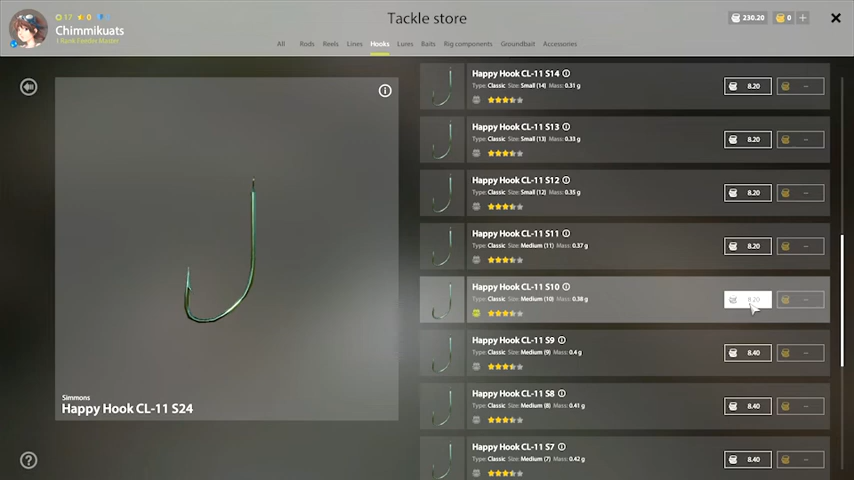 17 0
Chimmikuats
Tackle store
230.20 0 +
All Rods Reels Lines Hooks Lures Baits Rig components Groundbait Accessories
Happy Hook CL-11 S14
Type: Classic Size: Small (14) Mass: 0.31 g
8.20 –
Happy Hook CL-11 S13
Type: Classic Size: Small (13) Mass: 0.33 g
8.20 –
Happy Hook CL-11 S12
Type: Classic Size: Small (12) Mass: 0.35 g
8.20 –
Happy Hook CL-11 S11
Type: Classic Size: Medium (11) Mass: 0.37 g
8.20 –
Happy Hook CL-11 S10
Type: Classic Size: Medium (10) Mass: 0.38 g
8.20 –
Happy Hook CL-11 S9
Type: Classic Size: Medium (9) Mass: 0.4 g
8.40 –
Happy Hook CL-11 S8
Type: Classic Size: Medium (8) Mass: 0.41 g
8.40 –
Happy Hook CL-11 S7
Type: Classic Size: Medium (7) Mass: 0.42 g
8.40 –
Simmons
Happy Hook CL-11 S24